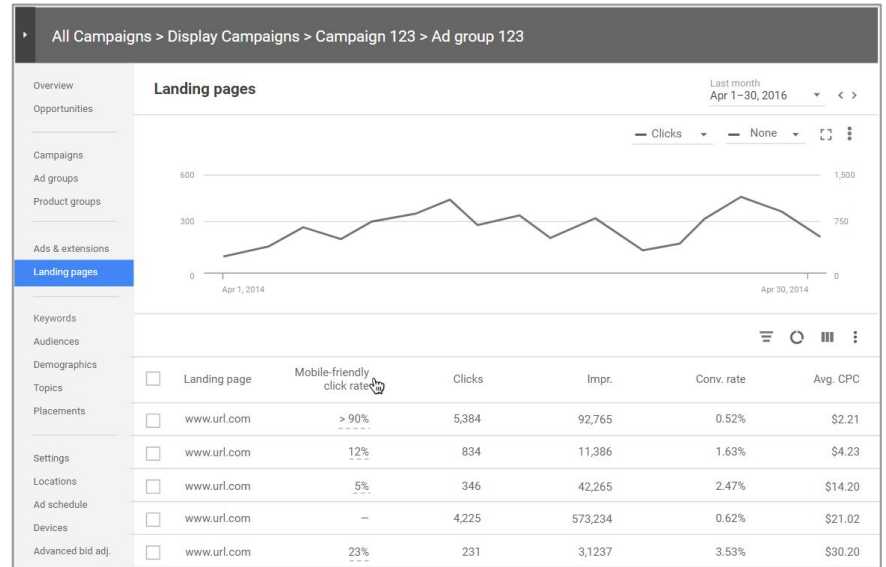 All Campaigns > Display Campaigns > Campaign 123 > Ad group 123
Overview
Opportunities
Campaigns
Ad groups
Product groups
Ads & extensions
Landing pages
Keywords
Audiences
Demographics
Topics
Placements
Settings
Locations
Ad schedule
Devices
Advanced bid adj.
Landing pages
Last month
Apr 1–30, 2016
Clicks None
600 1,500
300 750
0 0
Apr 1, 2014 Apr 30, 2014
Landing page Mobile-friendly click rate Clicks Impr. Conv. rate Avg. CPC
www.url.com > 90% 5,384 92,765 0.52% $2.21
www.url.com 12% 834 11,386 1.63% $4.23
www.url.com 5% 346 42,265 2.47% $14.20
www.url.com – 4,225 573,234 0.62% $21.02
www.url.com 23% 231 3,1237 3.53% $30.20